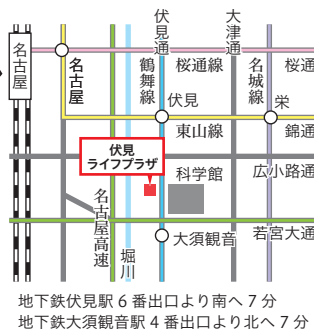 伏見通
大津通
名古屋
名古屋
鶴舞線
桜通線
名城線
桜通
伏見
栄
東山線
錦通
伏見
ライフプラザ
科学館
広小路通
名古屋高速
堀川
大須観音
若宮大通
地下鉄伏見駅6番出口より南へ7分
地下鉄大須観音駅4番出口より北へ7分